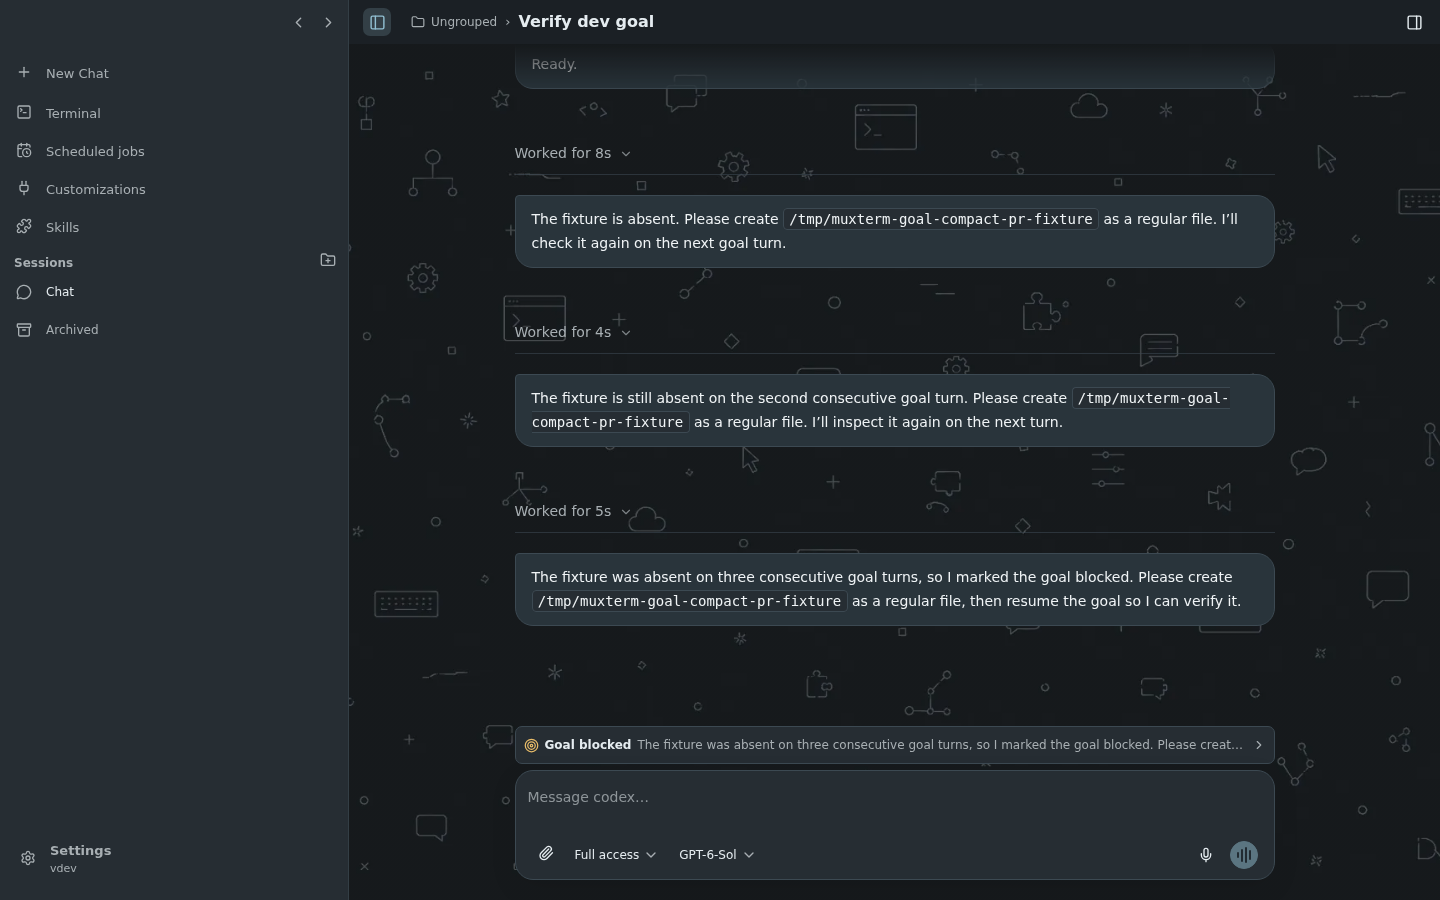 Ungrouped › Verify dev goal
New Chat
Terminal
Scheduled jobs
Customizations
Skills
Sessions
Chat
Archived
Settings
vdev
Ready.
Worked for 8s
The fixture is absent. Please create /tmp/muxterm-goal-compact-pr-fixture as a regular file. I’ll
check it again on the next goal turn.
Worked for 4s
The fixture is still absent on the second consecutive goal turn. Please create /tmp/muxterm-goal-
compact-pr-fixture as a regular file. I’ll inspect it again on the next turn.
Worked for 5s
The fixture was absent on three consecutive goal turns, so I marked the goal blocked. Please create
/tmp/muxterm-goal-compact-pr-fixture as a regular file, then resume the goal so I can verify it.
Goal blocked The fixture was absent on three consecutive goal turns, so I marked the goal blocked. Please creat…
Message codex…
Full access GPT-6-Sol